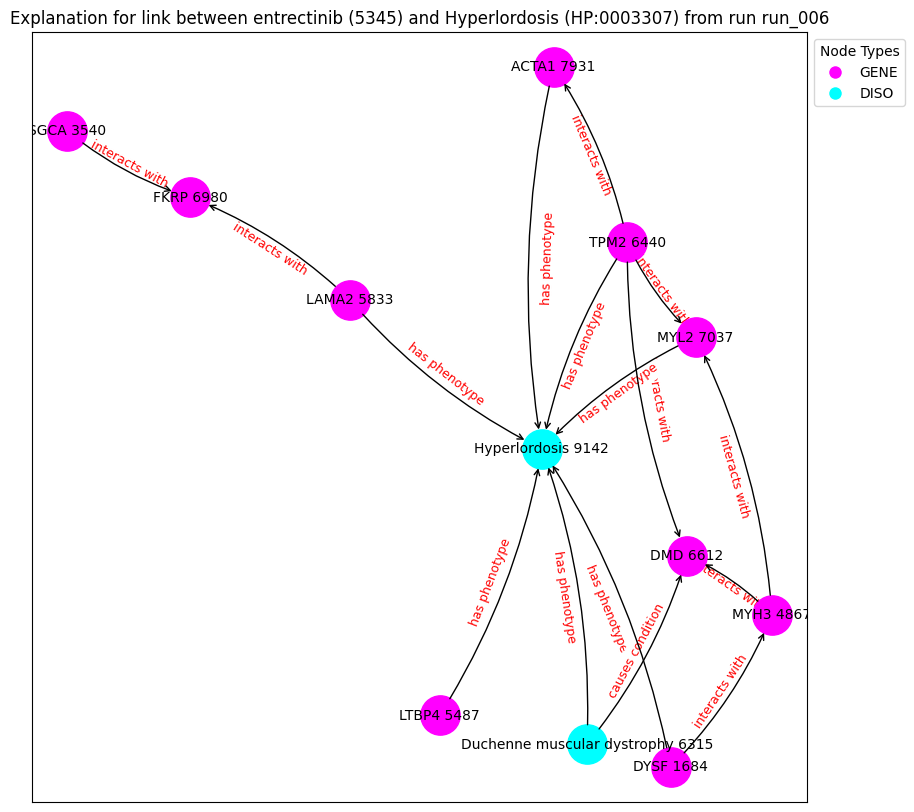 Explanation for link between entrectinib (5345) and Hyperlordosis (HP:0003307) from run run_006
Node Types
GENE
DISO
ACTA1 7931
SGCA 3540
interacts with
interacts with
FKRP 6980
interacts with
TPM2 6440
has phenotype
interacts with
LAMA2 5833
has phenotype
MYL2 7037
has phenotype
has phenotype
racts with
Hyperlordosis 9142
interacts with
has phenotype
has phenotype
has phenotype
DMD 6612
interacts with
MYH3 4867
causes condition
interacts with
LTBP4 5487
Duchenne muscular dystrophy 6315
DYSF 1684